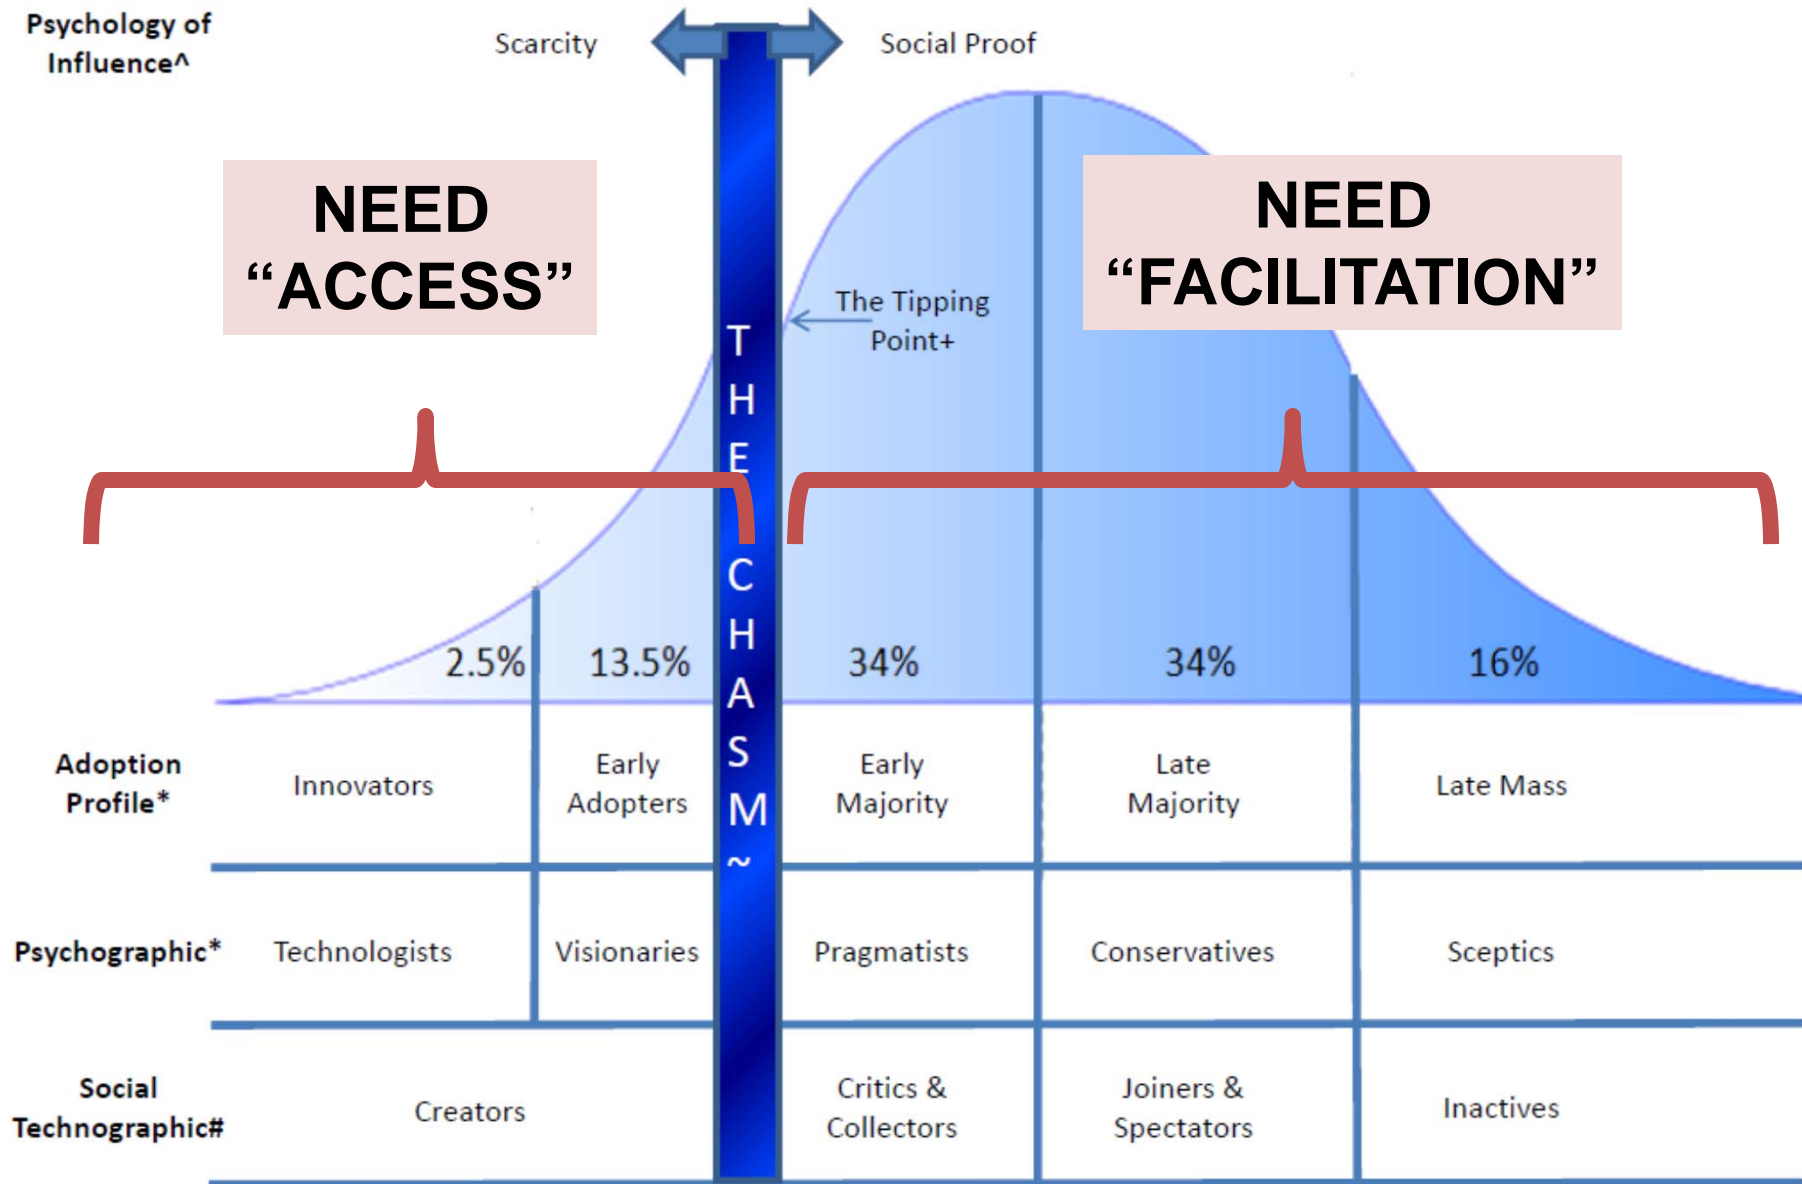 Psychology of
Influence^
Scarcity
Social Proof
NEED
“ACCESS”
NEED
“FACILITATION”
The Tipping
Point+
T
H
E
C
H
A
S
M
~
2.5%
13.5%
34%
34%
16%
Adoption
Profile*
Innovators
Early
Adopters
Early
Majority
Late
Majority
Late Mass
Psychographic*
Technologists
Visionaries
Pragmatists
Conservatives
Sceptics
Social
Technographic#
Creators
Critics &
Collectors
Joiners &
Spectators
Inactives